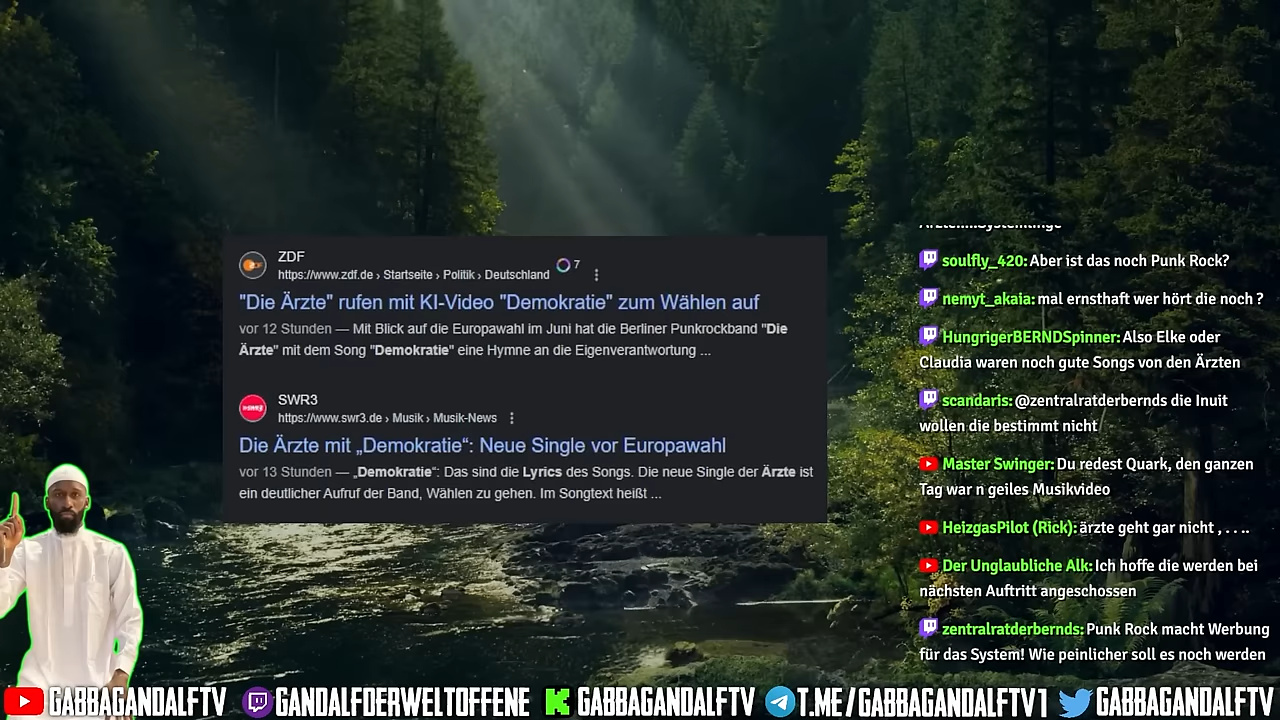 ZDF
https://www.zdf.de › Startseite › Politik › Deutschland
7
"Die Ärzte" rufen mit KI-Video "Demokratie" zum Wählen auf
vor 12 Stunden — Mit Blick auf die Europawahl im Juni hat die Berliner Punkrockband "Die
Ärzte" mit dem Song "Demokratie" eine Hymne an die Eigenverantwortung ...
SWR3
https://www.swr3.de › Musik › Musik-News
Die Ärzte mit „Demokratie“: Neue Single vor Europawahl
vor 13 Stunden — „Demokratie“: Das sind die Lyrics des Songs. Die neue Single der Ärzte ist
ein deutlicher Aufruf der Band, Wählen zu gehen. Im Songtext heißt ...
soulfly_420: Aber ist das noch Punk Rock?
nemyt_akaia: mal ernsthaft wer hört die noch ?
HungrigerBERNDSpinner: Also Elke oder
Claudia waren noch gute Songs von den Ärzten
scandaris: @zentralratderbernds die Inuit
wollen die bestimmt nicht
Master Swinger: Du redest Quark, den ganzen
Tag war n geiles Musikvideo
HeizgasPilot (Rick): ärzte geht gar nicht , . . ..
Der Unglaubliche Alk: Ich hoffe die werden bei
nächsten Auftritt angeschossen
zentralratderbernds: Punk Rock macht Werbung
für das System! Wie peinlicher soll es noch werden
GABBAGANDALFTV GANDALFDERWELTOFFENE GABBAGANDALFTV T.ME/GABBAGANDALFTV1 GABBAGANDALFTV